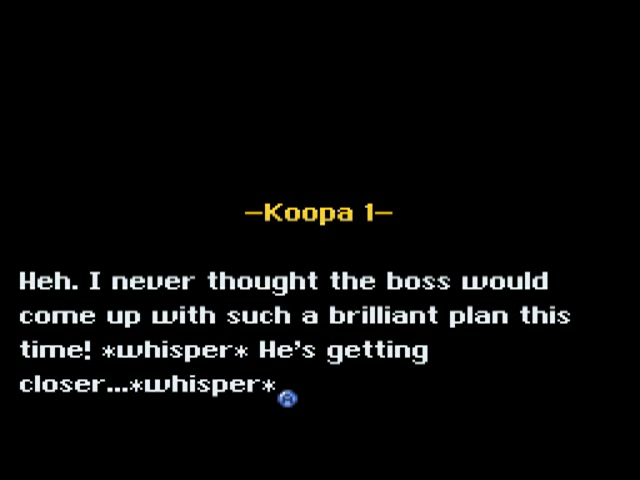 —Koopa 1—
Heh. I never thought the boss would
come up with such a brilliant plan this
time! *whisper* He's getting
closer...*whisper*
A